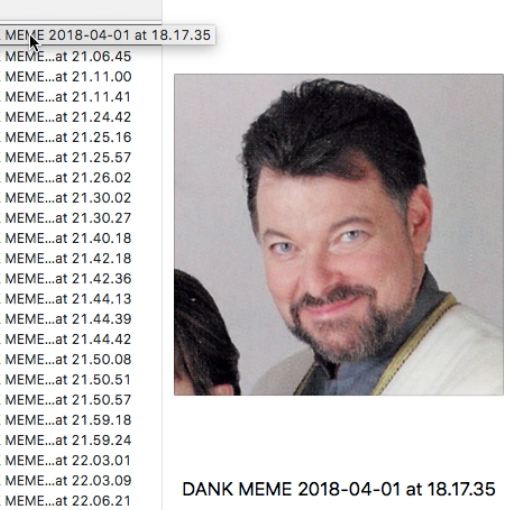 MEME 2018-04-01 at 18.17.35
MEME...at 21.06.45
MEME...at 21.11.00
MEME...at 21.11.41
MEME...at 21.24.42
MEME...at 21.25.16
MEME...at 21.25.57
MEME...at 21.26.02
MEME...at 21.30.02
MEME...at 21.30.27
MEME...at 21.40.18
MEME...at 21.42.18
MEME...at 21.42.36
MEME...at 21.44.13
MEME...at 21.44.39
MEME...at 21.44.42
MEME...at 21.50.08
MEME...at 21.50.51
MEME...at 21.50.57
MEME...at 21.59.18
MEME...at 21.59.24
MEME...at 22.03.01
MEME...at 22.03.09
MEME...at 22.06.21
DANK MEME 2018-04-01 at 18.17.35